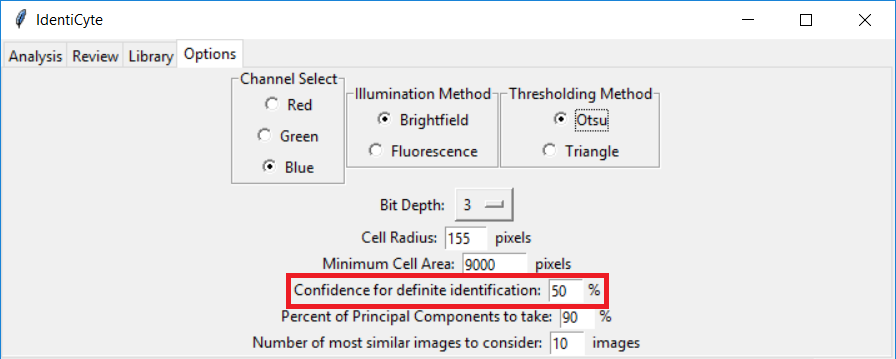 IdentiCyte
Analysis Review Library Options
Channel Select
Red
Green
Blue
Illumination Method
Brightfield
Fluorescence
Thresholding Method
Otsu
Triangle
Bit Depth: 3
Cell Radius: 155 pixels
Minimum Cell Area: 9000 pixels
Confidence for definite identification: 50 %
Percent of Principal Components to take: 90 %
Number of most similar images to consider: 10 images